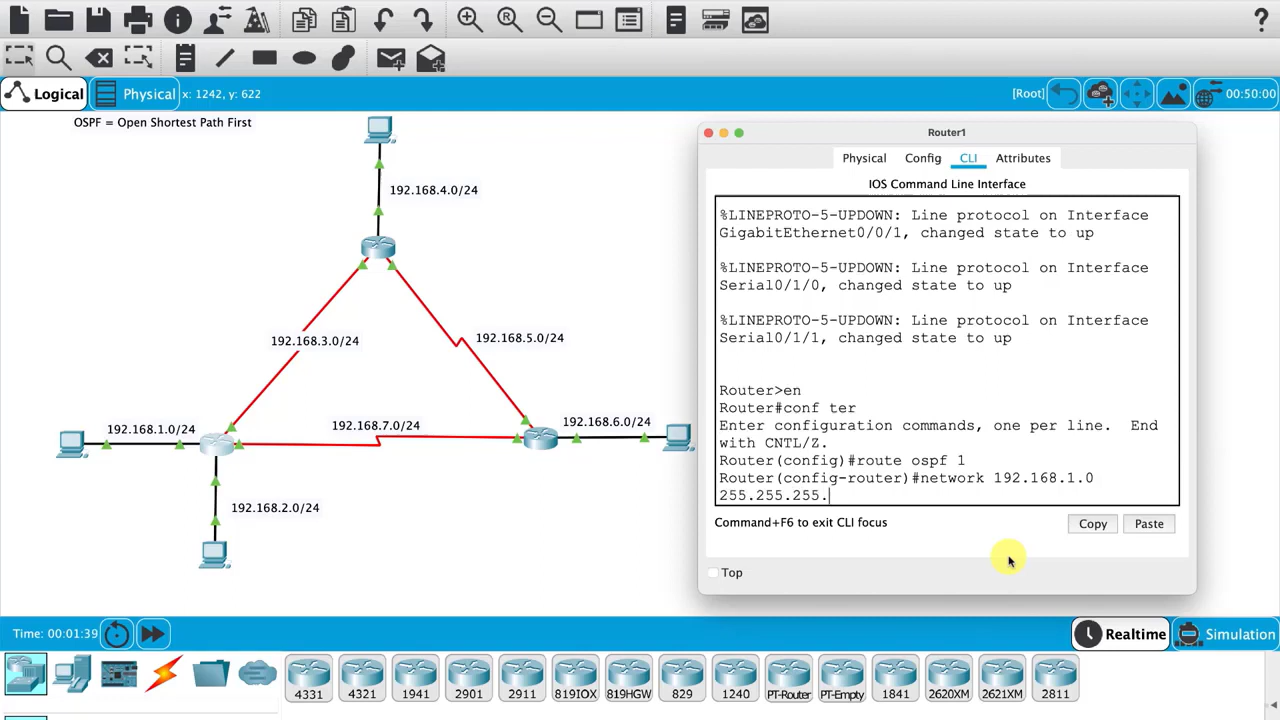 Logical
Physical
x: 1242, y: 622
[Root]
00:50:00
OSPF = Open Shortest Path First
192.168.4.0/24
192.168.3.0/24
192.168.5.0/24
192.168.1.0/24
192.168.7.0/24
192.168.6.0/24
192.168.2.0/24
Router1
Physical Config CLI Attributes
IOS Command Line Interface
%LINEPROTO-5-UPDOWN: Line protocol on Interface
GigabitEthernet0/0/1, changed state to up
%LINEPROTO-5-UPDOWN: Line protocol on Interface
Serial0/1/0, changed state to up
%LINEPROTO-5-UPDOWN: Line protocol on Interface
Serial0/1/1, changed state to up
Router>en
Router#conf ter
Enter configuration commands, one per line. End
with CNTL/Z.
Router(config)#route ospf 1
Router(config-router)#network 192.168.1.0
255.255.255.
Command+F6 to exit CLI focus
Copy
Paste
Top
Time: 00:01:39
Realtime
Simulation
4331 4321 1941 2901 2911 819IOX 819HGW 829 1240 PT-Router PT-Empty 1841 2620XM 2621XM 2811